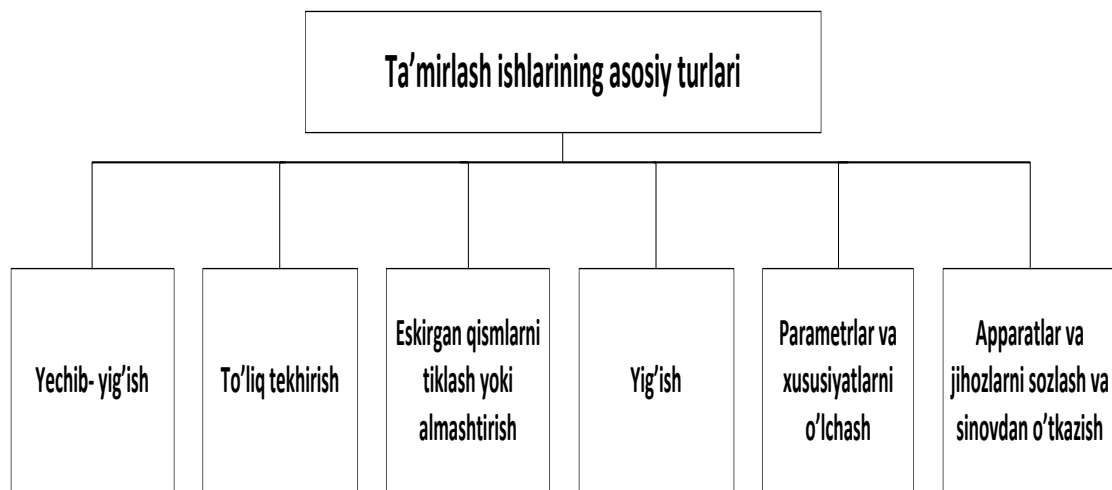 Ta’mirlash ishlarining asosiy turlari
Yechib- yig’ish
To’liq tekhirish
Eskirgan qismlarni
tiklash yoki
almashtirish
Yig’ish
Parametrlar va
xususiyatlarni
o’lchash
Apparatlar va
jihozlarni sozlash va
sinovdan o’tkazish